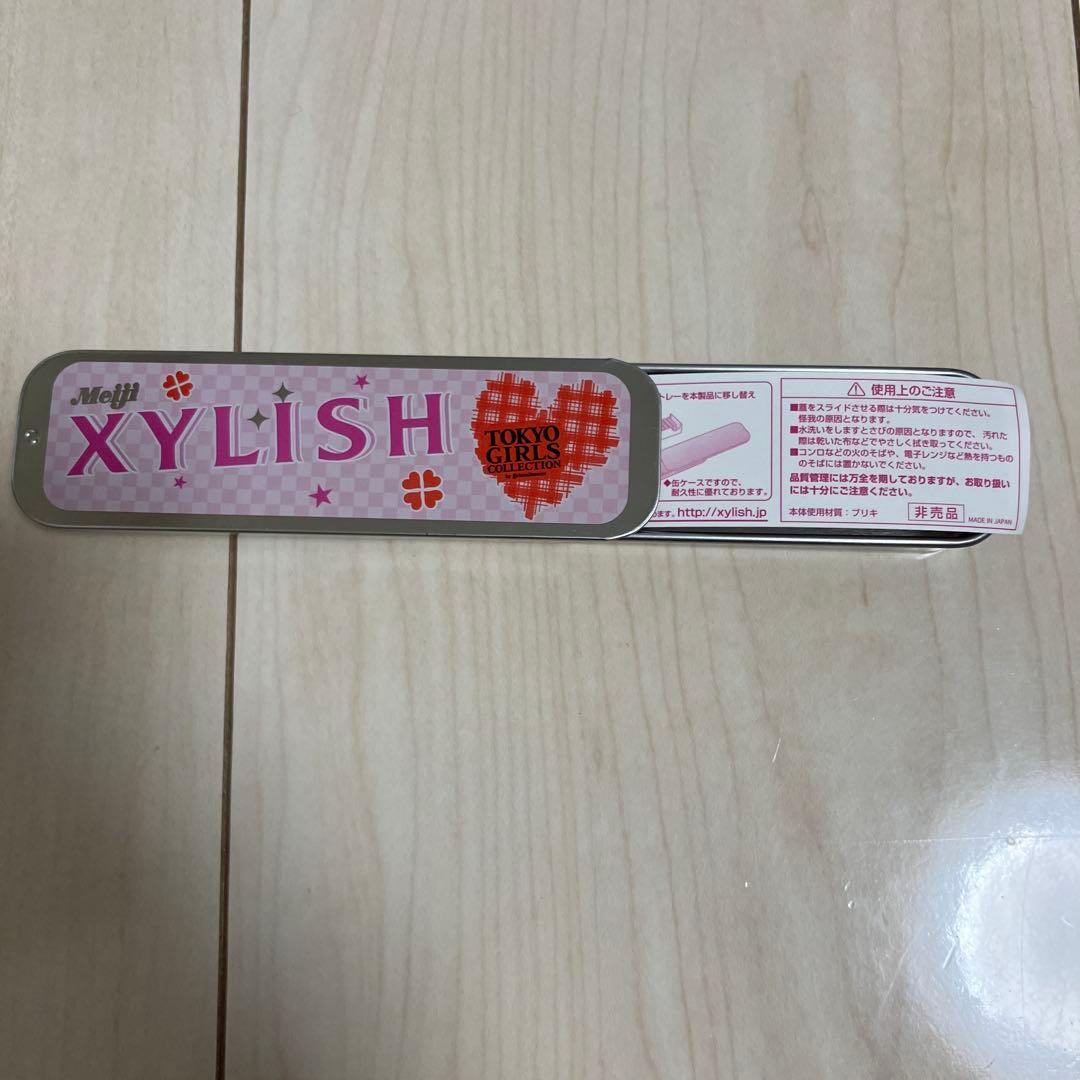 Meiji
XYLISH
TOKYO
GIRLS
COLLECTION
トレーを本製品に移し替え
◆缶ケースですので、
耐久性に優れております。
ます。http://xylish.jp
⚠ 使用上のご注意
■蓋をスライドさせる際は十分気をつけてください。
怪我の原因となります。
■水洗いをしますとさびの原因となりますので、汚れた
際は乾いた布などでやさしく拭き取ってください。
■コンロなどの火のそばや、電子レンジなど熱を持つもの
のそばには置かないでください。
品質管理には万全を期しておりますが、お取り扱い
には十分にご注意ください。
本体使用材質：ブリキ 非売品 MADE IN JAPAN